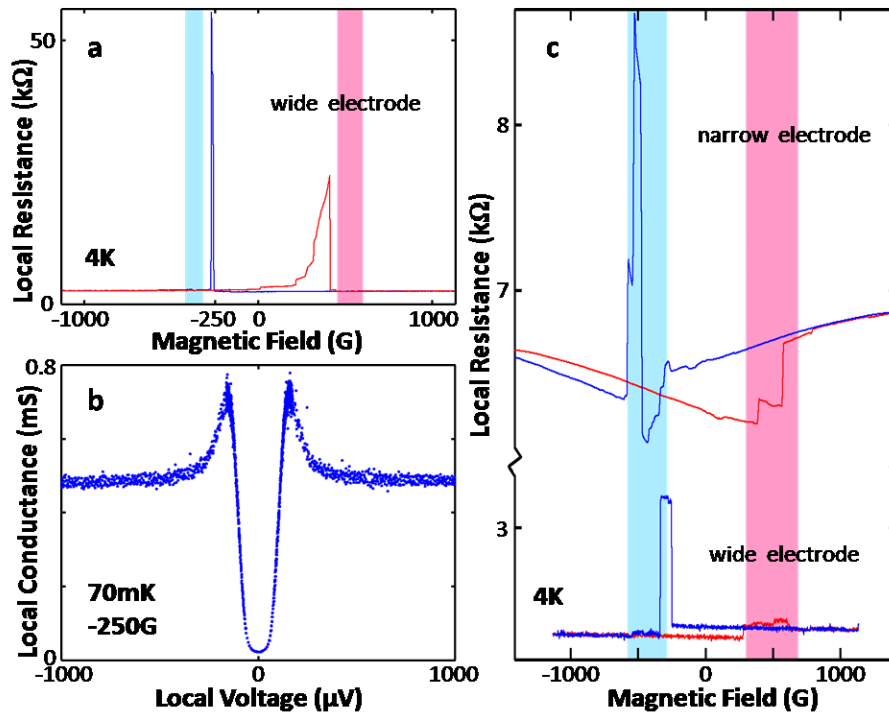 a
50
wide electrode
Local Resistance (kΩ)
4K
0
-1000
-250
0
1000
Magnetic Field (G)
b
0.8
Local Conductance (mS)
70mK
-250G
0
-1000
0
1000
Local Voltage (µV)
c
8
narrow electrode
Local Resistance (kΩ)
7
3
wide electrode
4K
-1000
0
1000
Magnetic Field (G)